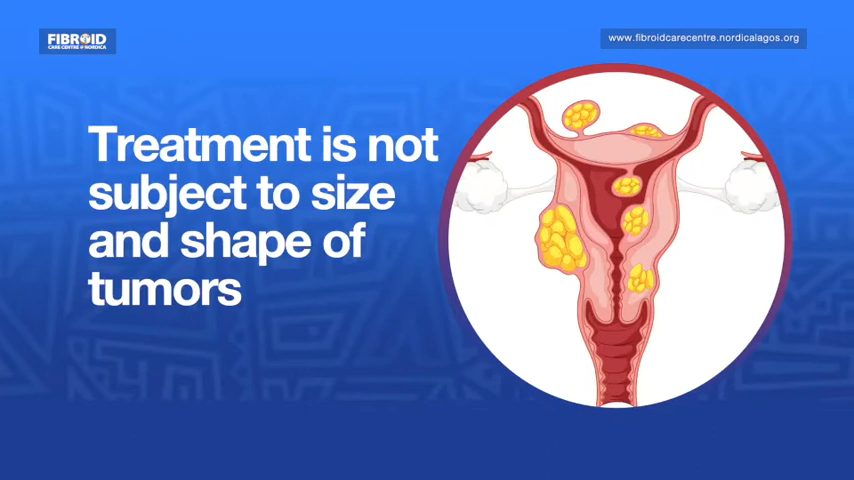 FIBROID
CARE CENTRE @ NORDICA
www.fibroidcarecentre.nordicalagos.org
Treatment is not
subject to size
and shape of
tumors